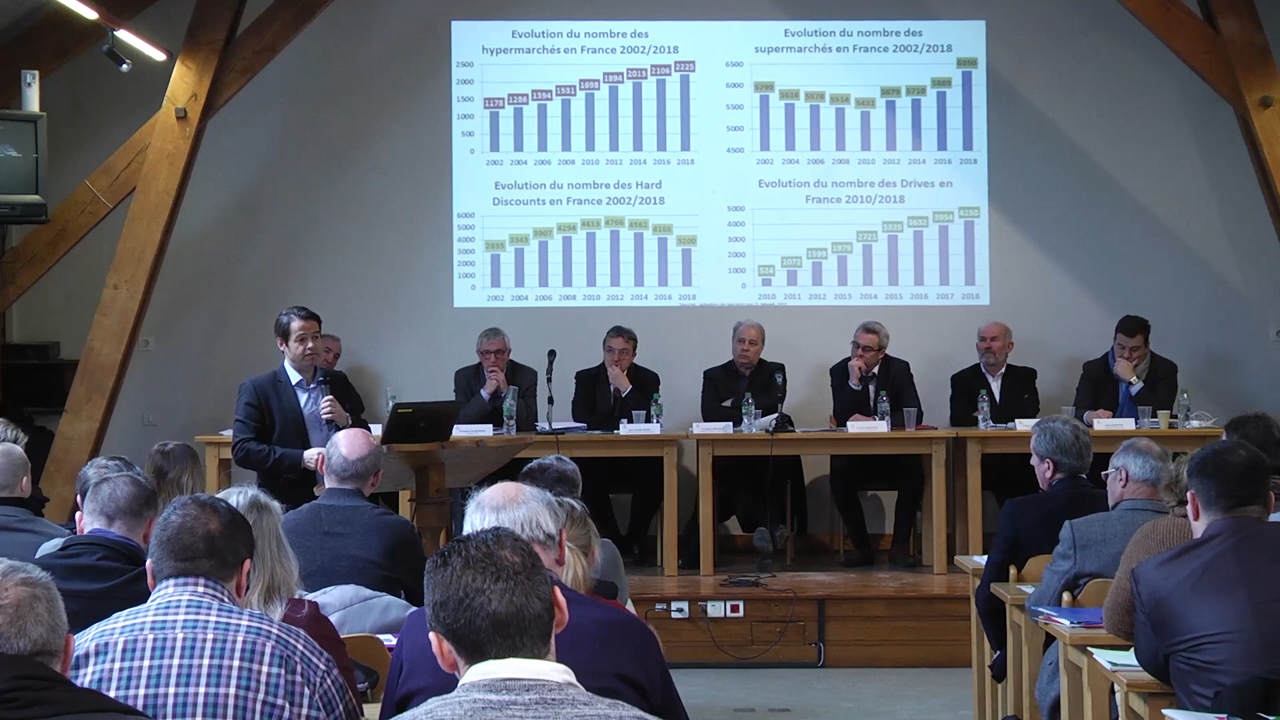 Evolution du nombre des
hypermarchés en France 2002/2018
2500
2000
1500
1000
500
0
1178 1286 1394 1531 1698 1894 2015 2106 2225
2002 2004 2006 2008 2010 2012 2014 2016 2018
Evolution du nombre des
supermarchés en France 2002/2018
6500
6000
5500
5000
4500
5799 5616 5578 5514 5431 5679 5710 5889 6350
2002 2004 2006 2008 2010 2012 2014 2016 2018
Evolution du nombre des Hard
Discounts en France 2002/2018
6000
5000
4000
3000
2000
1000
0
2855 3343 3907 4294 4613 4766 4562 4165 3200
2002 2004 2006 2008 2010 2012 2014 2016 2018
Evolution du nombre des Drives en
France 2010/2018
5000
4000
3000
2000
1000
0
534 1072 1599 1979 2721 3325 3632 3954 4250
2010 2011 2012 2013 2014 2015 2016 2017 2018